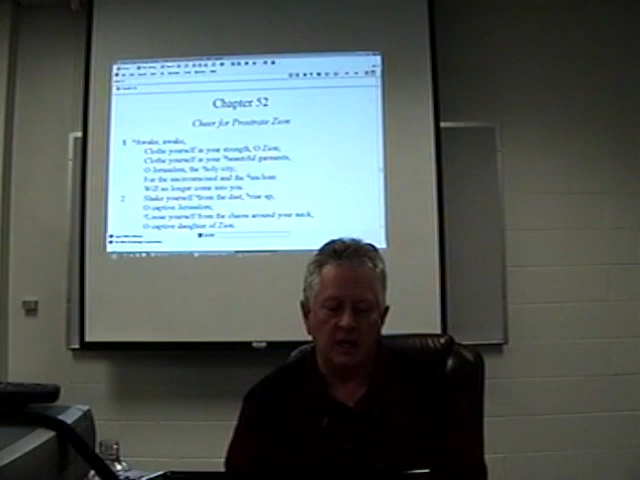 Chapter 52
Cheer for Prostrate Zion
1 Awake, awake,
Clothe yourself in your strength, O Zion;
Clothe yourself in your beautiful garments,
O Jerusalem, the holy city;
For the uncircumcised and the unclean
Will no longer come into you.
2 Shake yourself from the dust, rise up,
O captive Jerusalem;
Loose yourself from the chains around your neck,
O captive daughter of Zion.